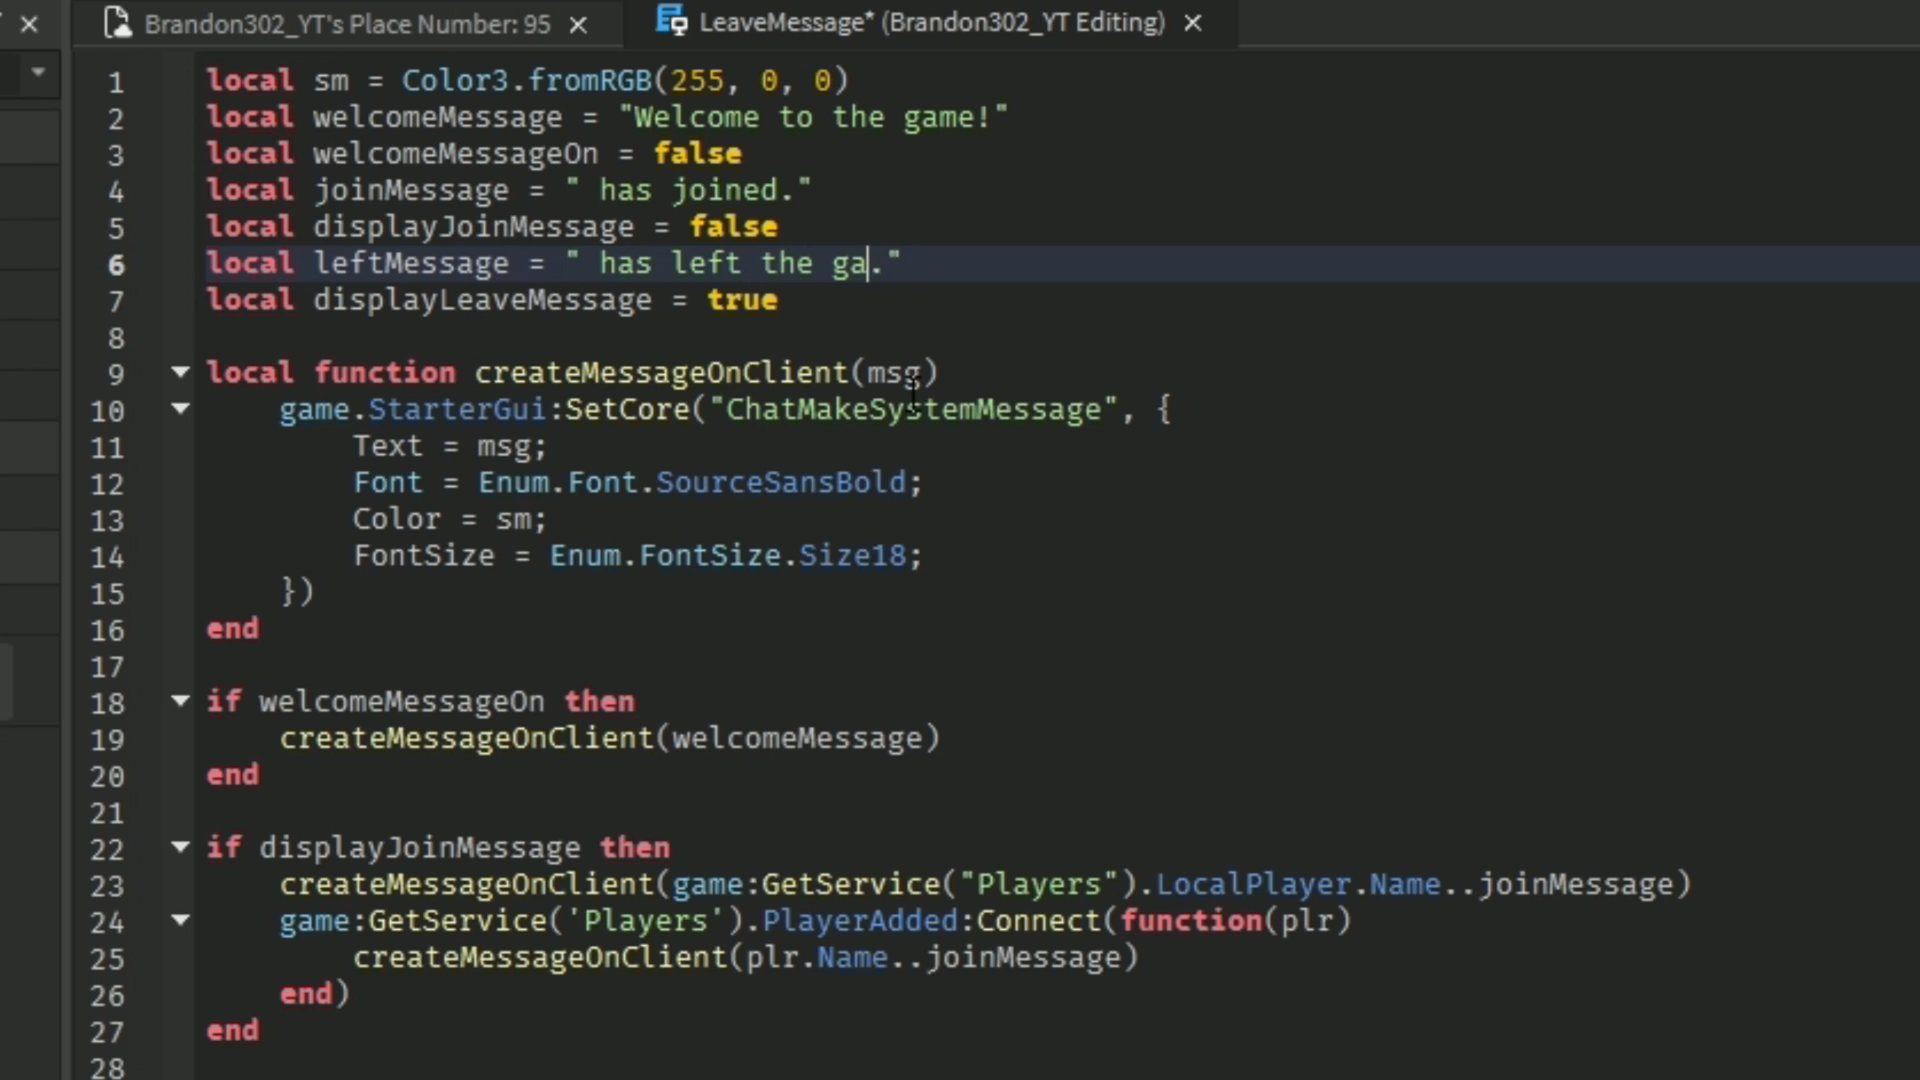 Brandon302_YT's Place Number: 95
LeaveMessage* (Brandon302_YT Editing)
1 local sm = Color3.fromRGB(255, 0, 0)
2 local welcomeMessage = "Welcome to the game!"
3 local welcomeMessageOn = false
4 local joinMessage = " has joined."
5 local displayJoinMessage = false
6 local leftMessage = " has left the ga."
7 local displayLeaveMessage = true
8
9 local function createMessageOnClient(msg)
10 game.StarterGui:SetCore("ChatMakeSystemMessage", {
11 Text = msg;
12 Font = Enum.Font.SourceSansBold;
13 Color = sm;
14 FontSize = Enum.FontSize.Size18;
15 })
16 end
17
18 if welcomeMessageOn then
19 createMessageOnClient(welcomeMessage)
20 end
21
22 if displayJoinMessage then
23 createMessageOnClient(game:GetService("Players").LocalPlayer.Name..joinMessage)
24 game:GetService('Players').PlayerAdded:Connect(function(plr)
25 createMessageOnClient(plr.Name..joinMessage)
26 end)
27 end
28